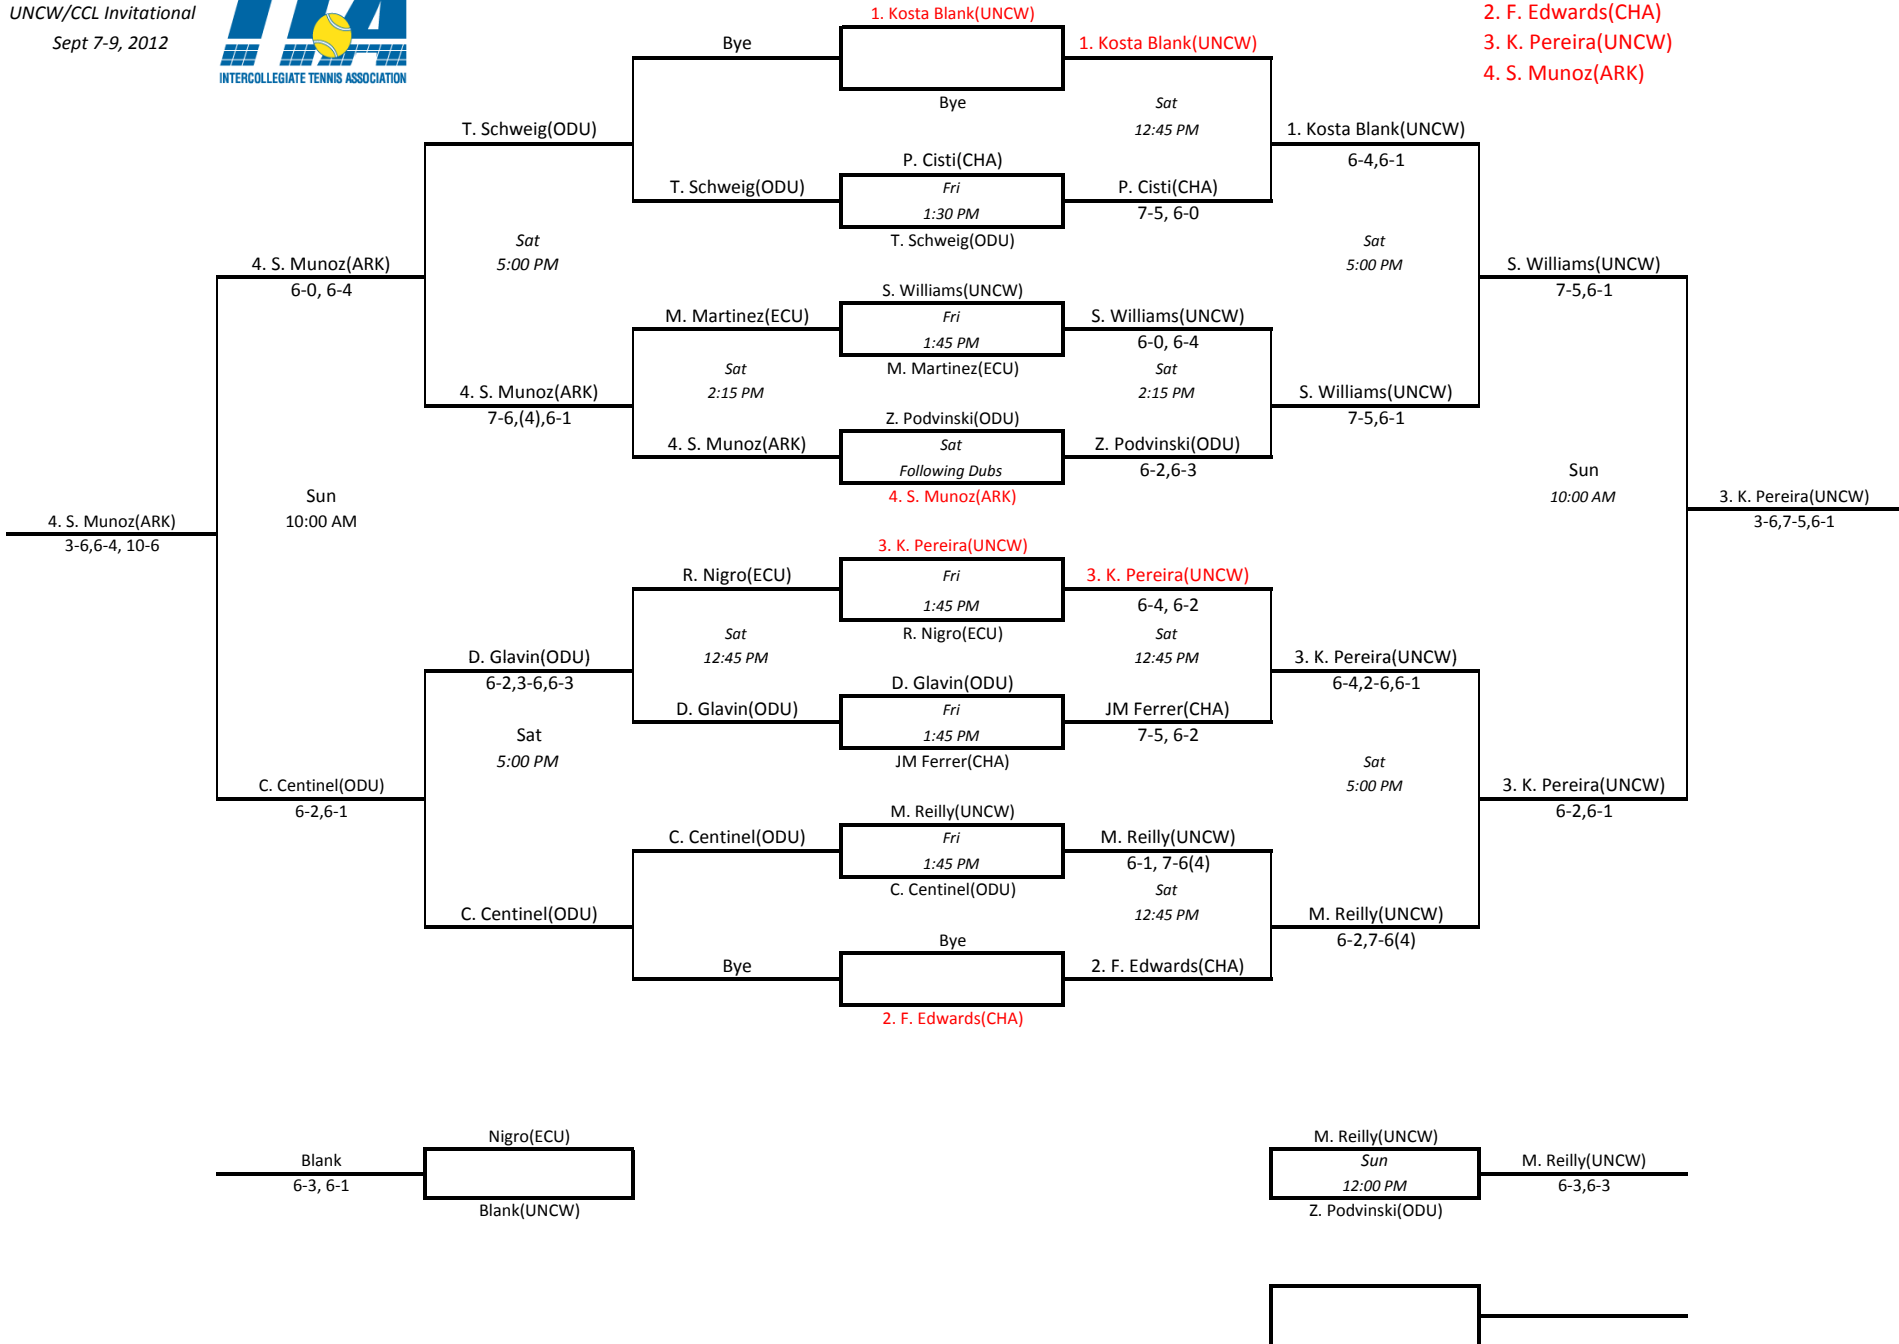 UNCW/CCL Invitational
Sept 7-9, 2012
ITA
INTERCOLLEGIATE TENNIS ASSOCIATION
2. F. Edwards(CHA)
3. K. Pereira(UNCW)
4. S. Munoz(ARK)
1. Kosta Blank(UNCW)
Bye
1. Kosta Blank(UNCW)
Bye
Sat
12:45 PM
T. Schweig(ODU)
1. Kosta Blank(UNCW)
6-4,6-1
P. Cisti(CHA)
T. Schweig(ODU)
Fri
1:30 PM
P. Cisti(CHA)
7-5, 6-0
T. Schweig(ODU)
Sat
5:00 PM
Sat
5:00 PM
4. S. Munoz(ARK)
6-0, 6-4
S. Williams(UNCW)
7-5,6-1
S. Williams(UNCW)
M. Martinez(ECU)
Fri
1:45 PM
S. Williams(UNCW)
6-0, 6-4
M. Martinez(ECU)
Sat
2:15 PM
Sat
2:15 PM
4. S. Munoz(ARK)
7-6,(4),6-1
S. Williams(UNCW)
7-5,6-1
Z. Podvinski(ODU)
4. S. Munoz(ARK)
Sat
Following Dubs
Z. Podvinski(ODU)
6-2,6-3
4. S. Munoz(ARK)
Sun
10:00 AM
Sun
10:00 AM
4. S. Munoz(ARK)
3-6,6-4, 10-6
3. K. Pereira(UNCW)
3-6,7-5,6-1
3. K. Pereira(UNCW)
R. Nigro(ECU)
Fri
1:45 PM
3. K. Pereira(UNCW)
6-4, 6-2
R. Nigro(ECU)
Sat
12:45 PM
Sat
12:45 PM
D. Glavin(ODU)
6-2,3-6,6-3
3. K. Pereira(UNCW)
6-4,2-6,6-1
D. Glavin(ODU)
D. Glavin(ODU)
Fri
1:45 PM
JM Ferrer(CHA)
7-5, 6-2
JM Ferrer(CHA)
Sat
5:00 PM
Sat
5:00 PM
C. Centinel(ODU)
6-2,6-1
3. K. Pereira(UNCW)
6-2,6-1
M. Reilly(UNCW)
C. Centinel(ODU)
Fri
1:45 PM
M. Reilly(UNCW)
6-1, 7-6(4)
C. Centinel(ODU)
Sat
12:45 PM
C. Centinel(ODU)
M. Reilly(UNCW)
6-2,7-6(4)
Bye
Bye
2. F. Edwards(CHA)
2. F. Edwards(CHA)
Nigro(ECU)
Blank
6-3, 6-1
Blank(UNCW)
M. Reilly(UNCW)
Sun
12:00 PM
M. Reilly(UNCW)
6-3,6-3
Z. Podvinski(ODU)